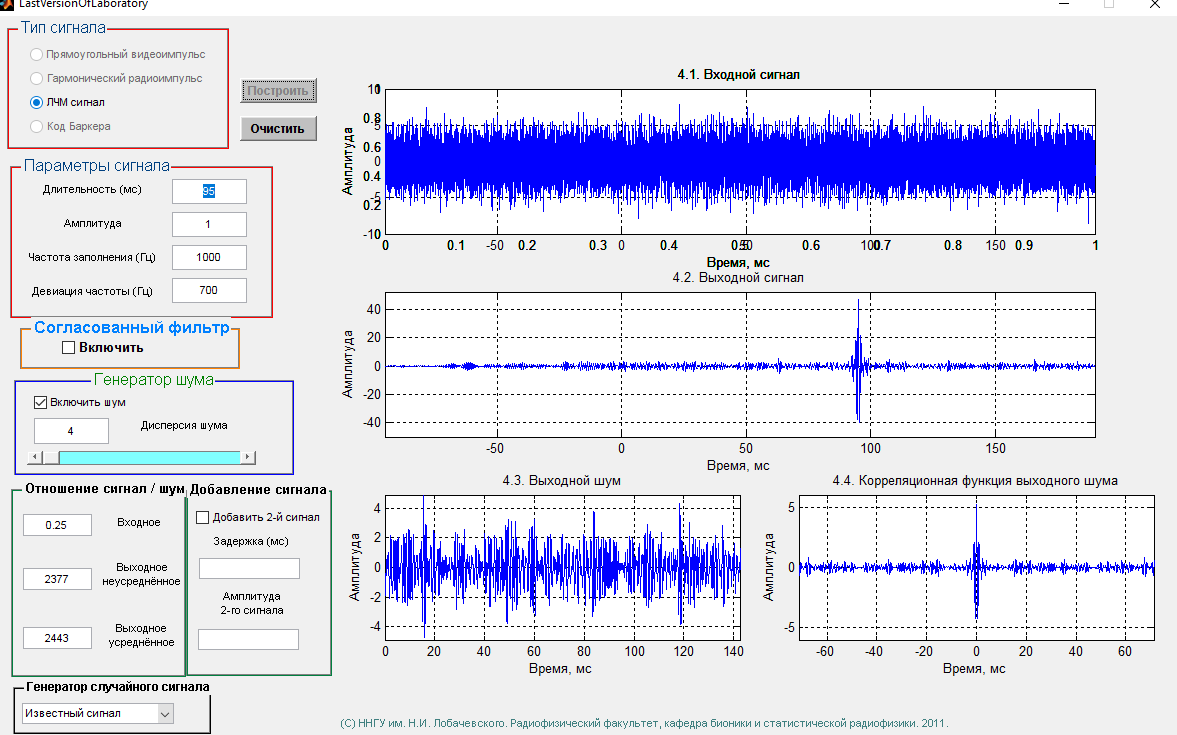 LastVersionOfLaboratory
Тип сигнала
Прямоугольный видеоимпульс
Гармонический радиоимпульс
ЛЧМ сигнал
Код Баркера
Построить
Очистить
Параметры сигнала
Длительность (мс)
95
Амплитуда
1
Частота заполнения (Гц)
1000
Девиация частоты (Гц)
700
Согласованный фильтр
Включить
Генератор шума
Включить шум
4
Дисперсия шума
Отношение сигнал / шум
0.25
Входное
2377
Выходное
неусреднённое
2443
Выходное
усреднённое
Добавление сигнала
Добавить 2-й сигнал
Задержка (мс)
Амплитуда
2-го сигнала
Генератор случайного сигнала
Известный сигнал
4.1. Входной сигнал
Амплитуда
10
1
0.8
5
0.6
0
0.4
-5
0.2
-10
0 0.1 -50 0.2 0.3 0 0.4 0.5 50 0.6 100 0.7 0.8 150 0.9 1
Время, мс
4.2. Выходной сигнал
Амплитуда
40
20
0
-20
-40
-50 0 50 100 150
Время, мс
4.3. Выходной шум
Амплитуда
4
2
0
-2
-4
0 20 40 60 80 100 120 140
Время, мс
4.4. Корреляционная функция выходного шума
Амплитуда
5
0
-5
-60 -40 -20 0 20 40 60
Время, мс
(С) ННГУ им. Н.И. Лобачевского. Радиофизический факультет, кафедра бионики и статистической радиофизики. 2011.